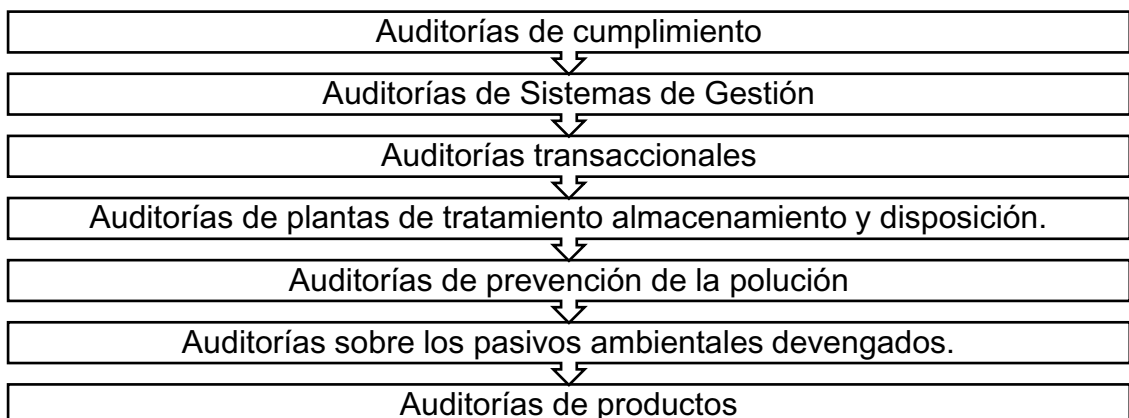 Auditorías de cumplimiento
Auditorías de Sistemas de Gestión
Auditorías transaccionales
Auditorías de plantas de tratamiento almacenamiento y disposición.
Auditorías de prevención de la polución
Auditorías sobre los pasivos ambientales devengados.
Auditorías de productos